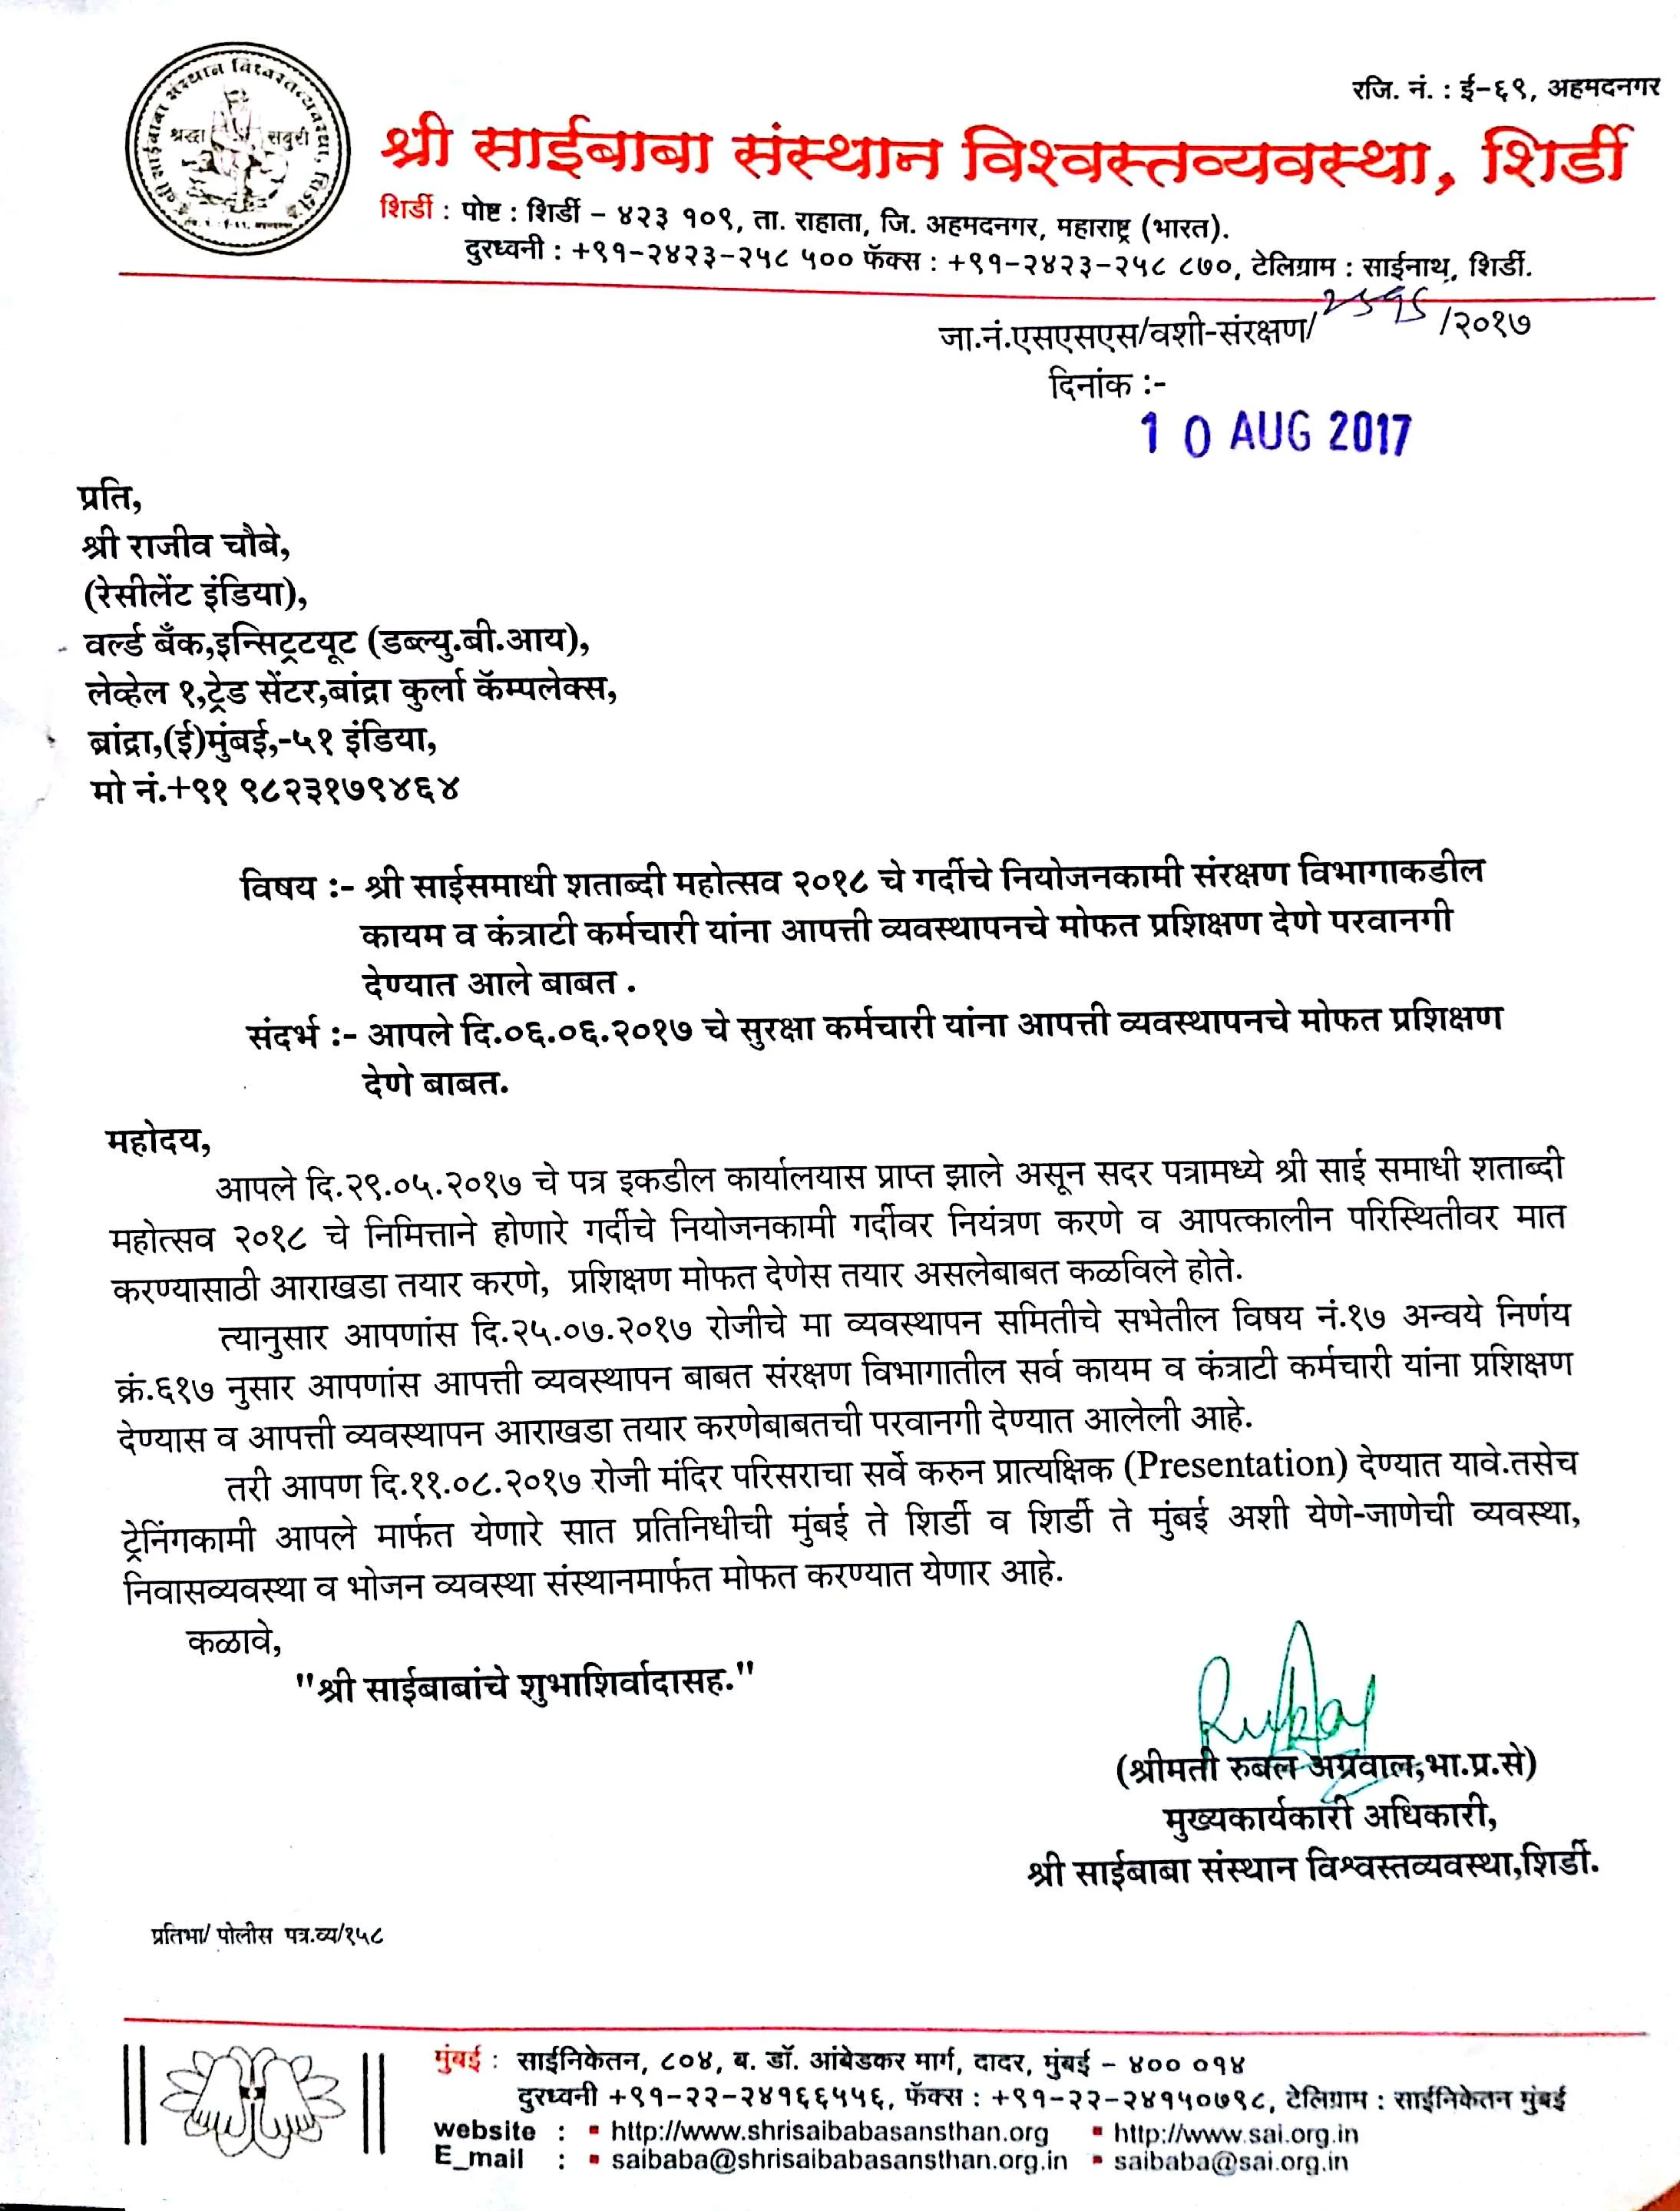 रजि. नं. : ई-६९, अहमदनगर
श्री साईबाबा संस्थान विश्वस्तव्यवस्था, शिर्डी
श्रद्धा सबुरी
शिर्डी : पोष्ट : शिर्डी - ४२३ १०९, ता. राहाता, जि. अहमदनगर, महाराष्ट्र (भारत).
दुरध्वनी : +९१-२४२३-२५८ ५०० फॅक्स : +९१-२४२३-२५८ ८७०, टेलिग्राम : साईनाथ, शिर्डी.
जा.नं.एसएसएस/वशी-संरक्षण/ /२०१७
दिनांक :-
10 AUG 2017
प्रति,
श्री राजीव चौबे,
(रेसीलेंट इंडिया),
वर्ल्ड बँक,इन्सिट्रटयूट (डब्ल्यु.बी.आय),
लेव्हेल १,ट्रेड सेंटर,बांद्रा कुर्ला कॅम्पलेक्स,
ब्रांद्रा,(ई)मुंबई,-५१ इंडिया,
मो नं.+९१ ९८२३१७९४६४
विषय :- श्री साईसमाधी शताब्दी महोत्सव २०१८ चे गर्दीचे नियोजनकामी संरक्षण विभागाकडील
कायम व कंत्राटी कर्मचारी यांना आपत्ती व्यवस्थापनचे मोफत प्रशिक्षण देणे परवानगी
देण्यात आले बाबत .
संदर्भ :- आपले दि.०६.०६.२०१७ चे सुरक्षा कर्मचारी यांना आपत्ती व्यवस्थापनचे मोफत प्रशिक्षण
देणे बाबत.
महोदय,
आपले दि.२९.०५.२०१७ चे पत्र इकडील कार्यालयास प्राप्त झाले असून सदर पत्रामध्ये श्री साई समाधी शताब्दी
महोत्सव २०१८ चे निमित्ताने होणारे गर्दीचे नियोजनकामी गर्दीवर नियंत्रण करणे व आपत्कालीन परिस्थितीवर मात
करण्यासाठी आराखडा तयार करणे, प्रशिक्षण मोफत देणेस तयार असलेबाबत कळविले होते.
त्यानुसार आपणांस दि.२५.०७.२०१७ रोजीचे मा व्यवस्थापन समितीचे सभेतील विषय नं.१७ अन्वये निर्णय
क्रं.६१७ नुसार आपणांस आपत्ती व्यवस्थापन बाबत संरक्षण विभागातील सर्व कायम व कंत्राटी कर्मचारी यांना प्रशिक्षण
देण्यास व आपत्ती व्यवस्थापन आराखडा तयार करणेबाबतची परवानगी देण्यात आलेली आहे.
तरी आपण दि.११.०८.२०१७ रोजी मंदिर परिसराचा सर्वे करुन प्रात्यक्षिक (Presentation) देण्यात यावे.तसेच
ट्रेनिंगकामी आपले मार्फत येणारे सात प्रतिनिधीची मुंबई ते शिर्डी व शिर्डी ते मुंबई अशी येणे-जाणेची व्यवस्था,
निवासव्यवस्था व भोजन व्यवस्था संस्थानमार्फत मोफत करण्यात येणार आहे.
कळावे,
"श्री साईबाबांचे शुभाशिर्वादासह."
(श्रीमती रुबल अग्रवाल,भा.प्र.से)
मुख्यकार्यकारी अधिकारी,
श्री साईबाबा संस्थान विश्वस्तव्यवस्था,शिर्डी.
प्रतिभा/ पोलीस पत्र.व्य/१५८
मुंबई : साईनिकेतन, ८०४, ब. डॉ. आंबेडकर मार्ग, दादर, मुंबई - ४०० ०१४
दुरध्वनी +९१-२२-२४१६६५५६, फॅक्स : +९१-२२-२४१५०७९८, टेलिग्राम : साईनिकेतन मुंबई
website : ▪ http://www.shrisaibabasansthan.org ▪ http://www.sai.org.in
E_mail : ▪ saibaba@shrisaibabasansthan.org.in ▪ saibaba@sai.org.in